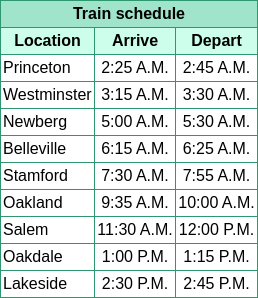 Train schedule
Location Arrive Depart
Princeton 2:25 A.M. 2:45 A.M.
Westminster 3:15 A.M. 3:30 A.M.
Newberg 5:00 A.M. 5:30 A.M.
Belleville 6:15 A.M. 6:25 A.M.
Stamford 7:30 A.M. 7:55 A.M.
Oakland 9:35 A.M. 10:00 A.M.
Salem 11:30 A.M. 12:00 P.M.
Oakdale 1:00 P.M. 1:15 P.M.
Lakeside 2:30 P.M. 2:45 P.M.